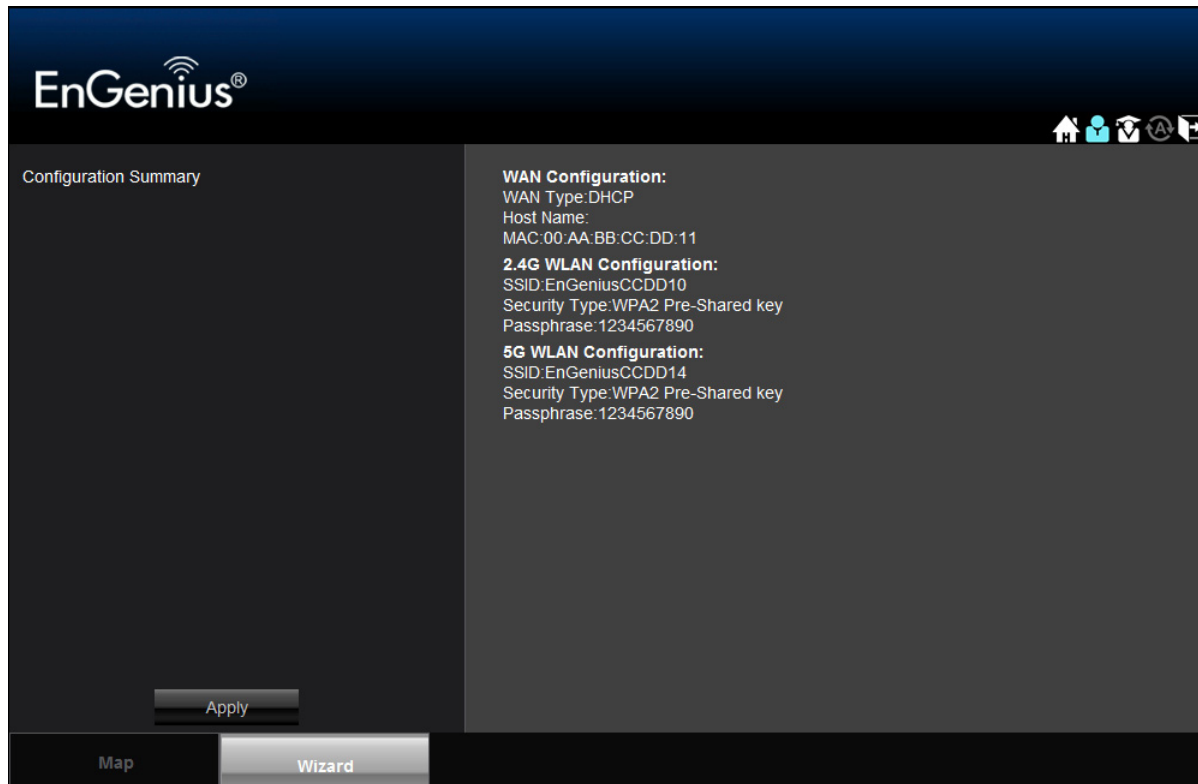 EnGenius®
Configuration Summary
WAN Configuration:
WAN Type:DHCP
Host Name:
MAC:00:AA:BB:CC:DD:11
2.4G WLAN Configuration:
SSID:EnGeniusCCDD10
Security Type:WPA2 Pre-Shared key
Passphrase:1234567890
5G WLAN Configuration:
SSID:EnGeniusCCDD14
Security Type:WPA2 Pre-Shared key
Passphrase:1234567890
Apply
Map
Wizard